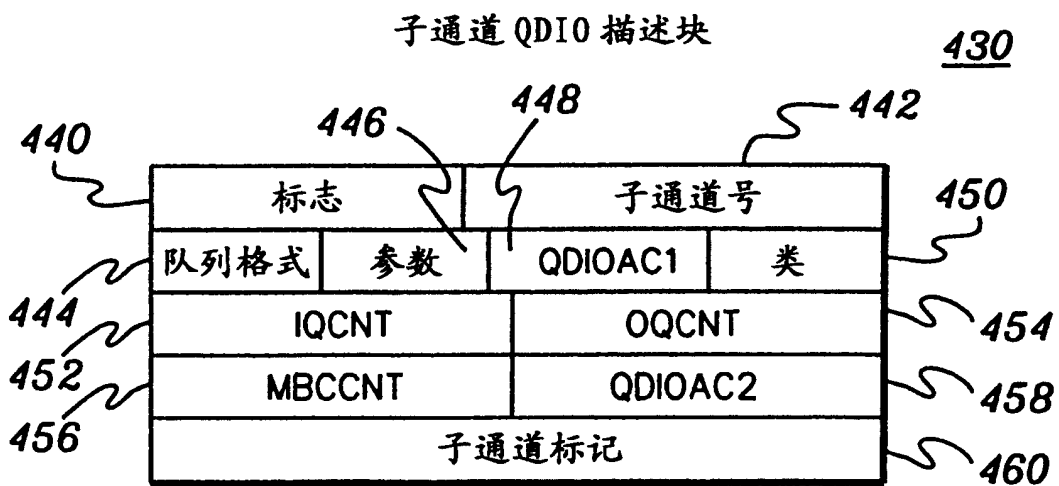 子通道 QDIO 描述块
430
446 448 442
440 标志 子通道号
450
队列格式 参数 QDIOAC1 类
444
IQCNT OQCNT 454
452
MBCCNT QDIOAC2 458
456
子通道标记 460